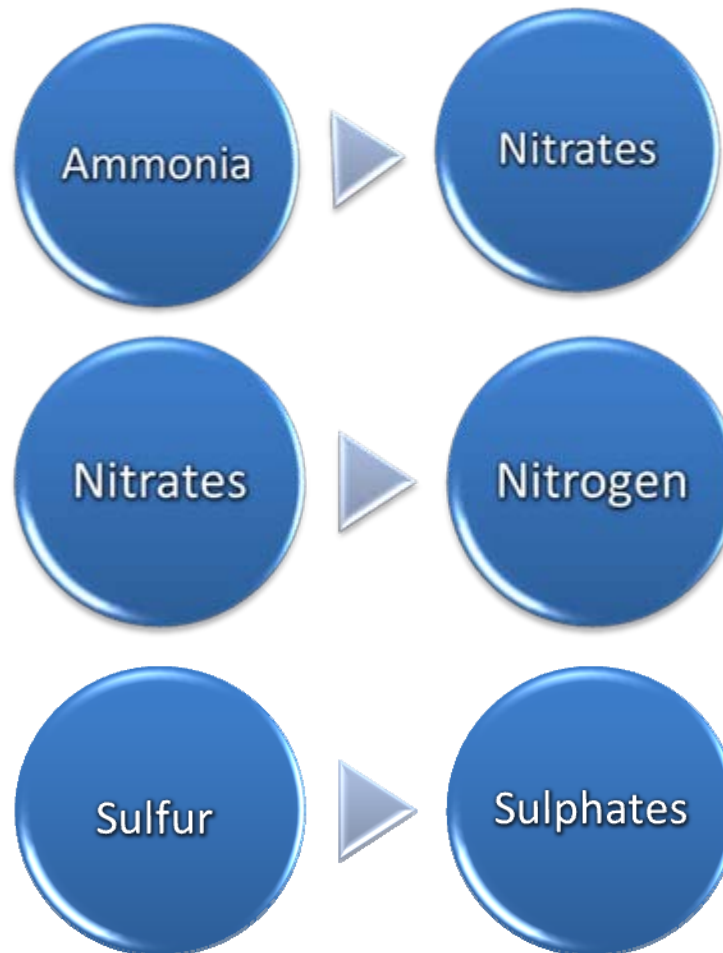 Ammonia
Nitrates
Nitrates
Nitrogen
Sulfur
Sulphates